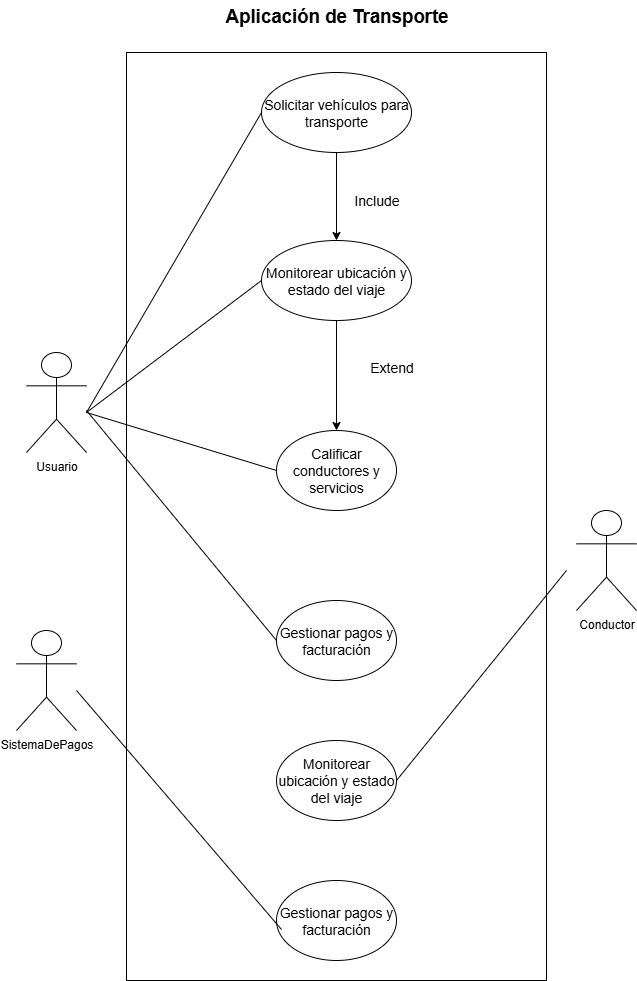 Aplicación de Transporte
Solicitar vehículos para
transporte
Include
Monitorear ubicación y
estado del viaje
Extend
Usuario
Calificar
conductores y
servicios
Gestionar pagos y
facturación
Conductor
SistemaDePagos
Monitorear
ubicación y estado
del viaje
Gestionar pagos y
facturación